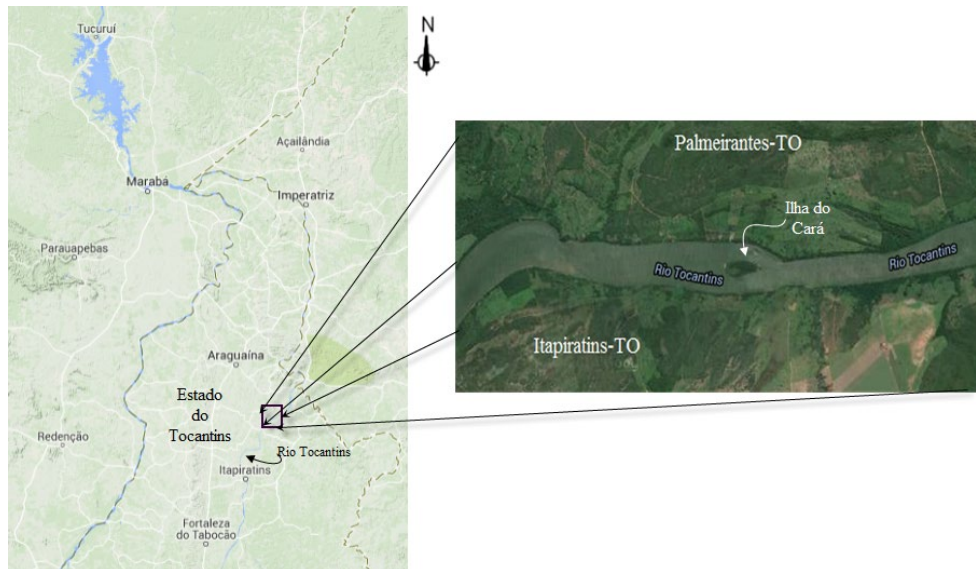 Tucuruí
N
Açailândia
Marabá
Imperatriz
Parauapebas
Araguaína
Estado
do
Tocantins
Redenção
Rio Tocantins
Itapiratins
Fortaleza
do Tabocão
Palmeirantes-TO
Ilha do
Cará
Rio Tocantins
Rio Tocantins
Itapiratins-TO